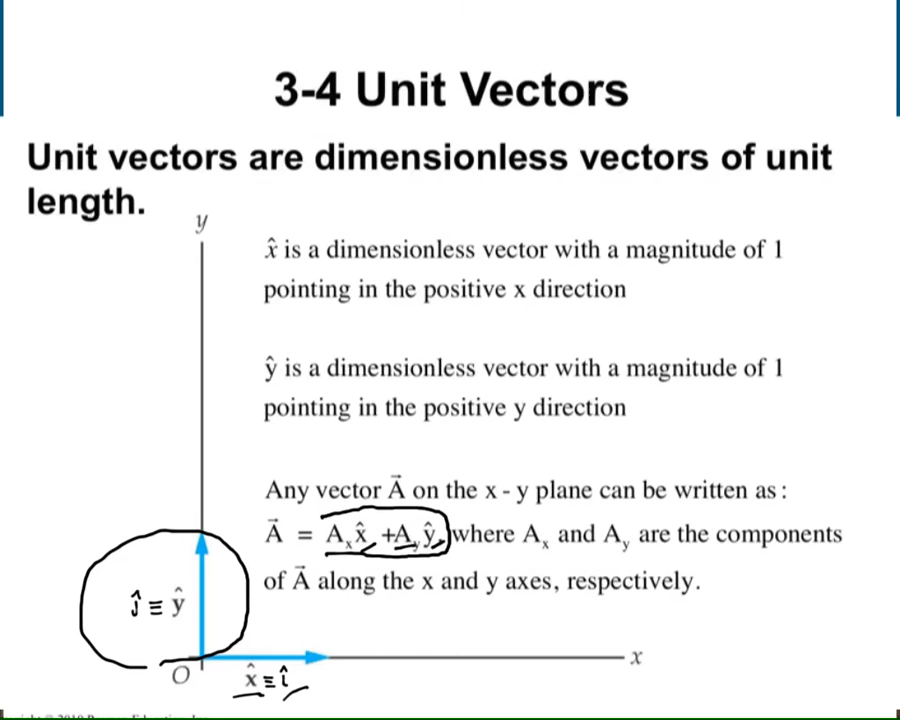 3-4 Unit Vectors
Unit vectors are dimensionless vectors of unit
length.
y
x̂ is a dimensionless vector with a magnitude of 1
pointing in the positive x direction
ŷ is a dimensionless vector with a magnitude of 1
pointing in the positive y direction
Any vector A⃗ on the x - y plane can be written as :
A⃗ = Aₓx̂ +A_yŷ where Aₓ and A_y are the components
of A⃗ along the x and y axes, respectively.
ĵ ≡ ŷ
x
O
x̂ ≡ î